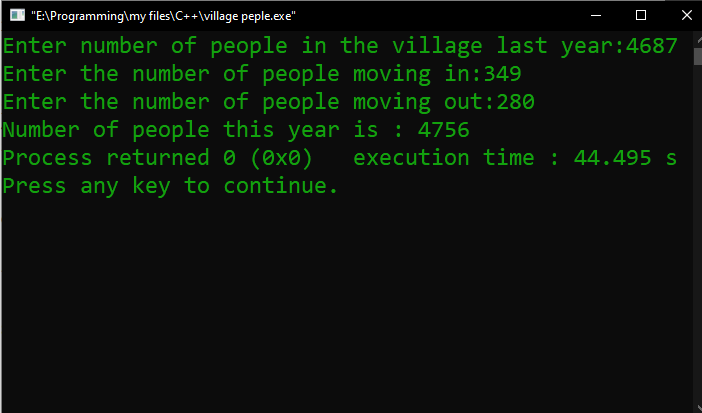 "E:\Programming\my files\C++\village peple.exe"
Enter number of people in the village last year:4687
Enter the number of people moving in:349
Enter the number of people moving out:280
Number of people this year is : 4756
Process returned 0 (0x0)   execution time : 44.495 s
Press any key to continue.